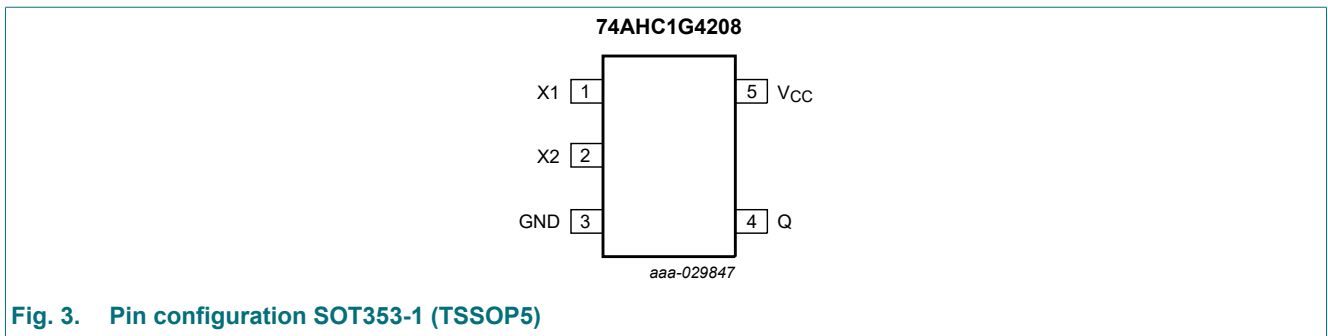 74AHC1G4208
X1 1
5 VCC
X2 2
GND 3
4 Q
aaa-029847
Fig. 3. Pin configuration SOT353-1 (TSSOP5)